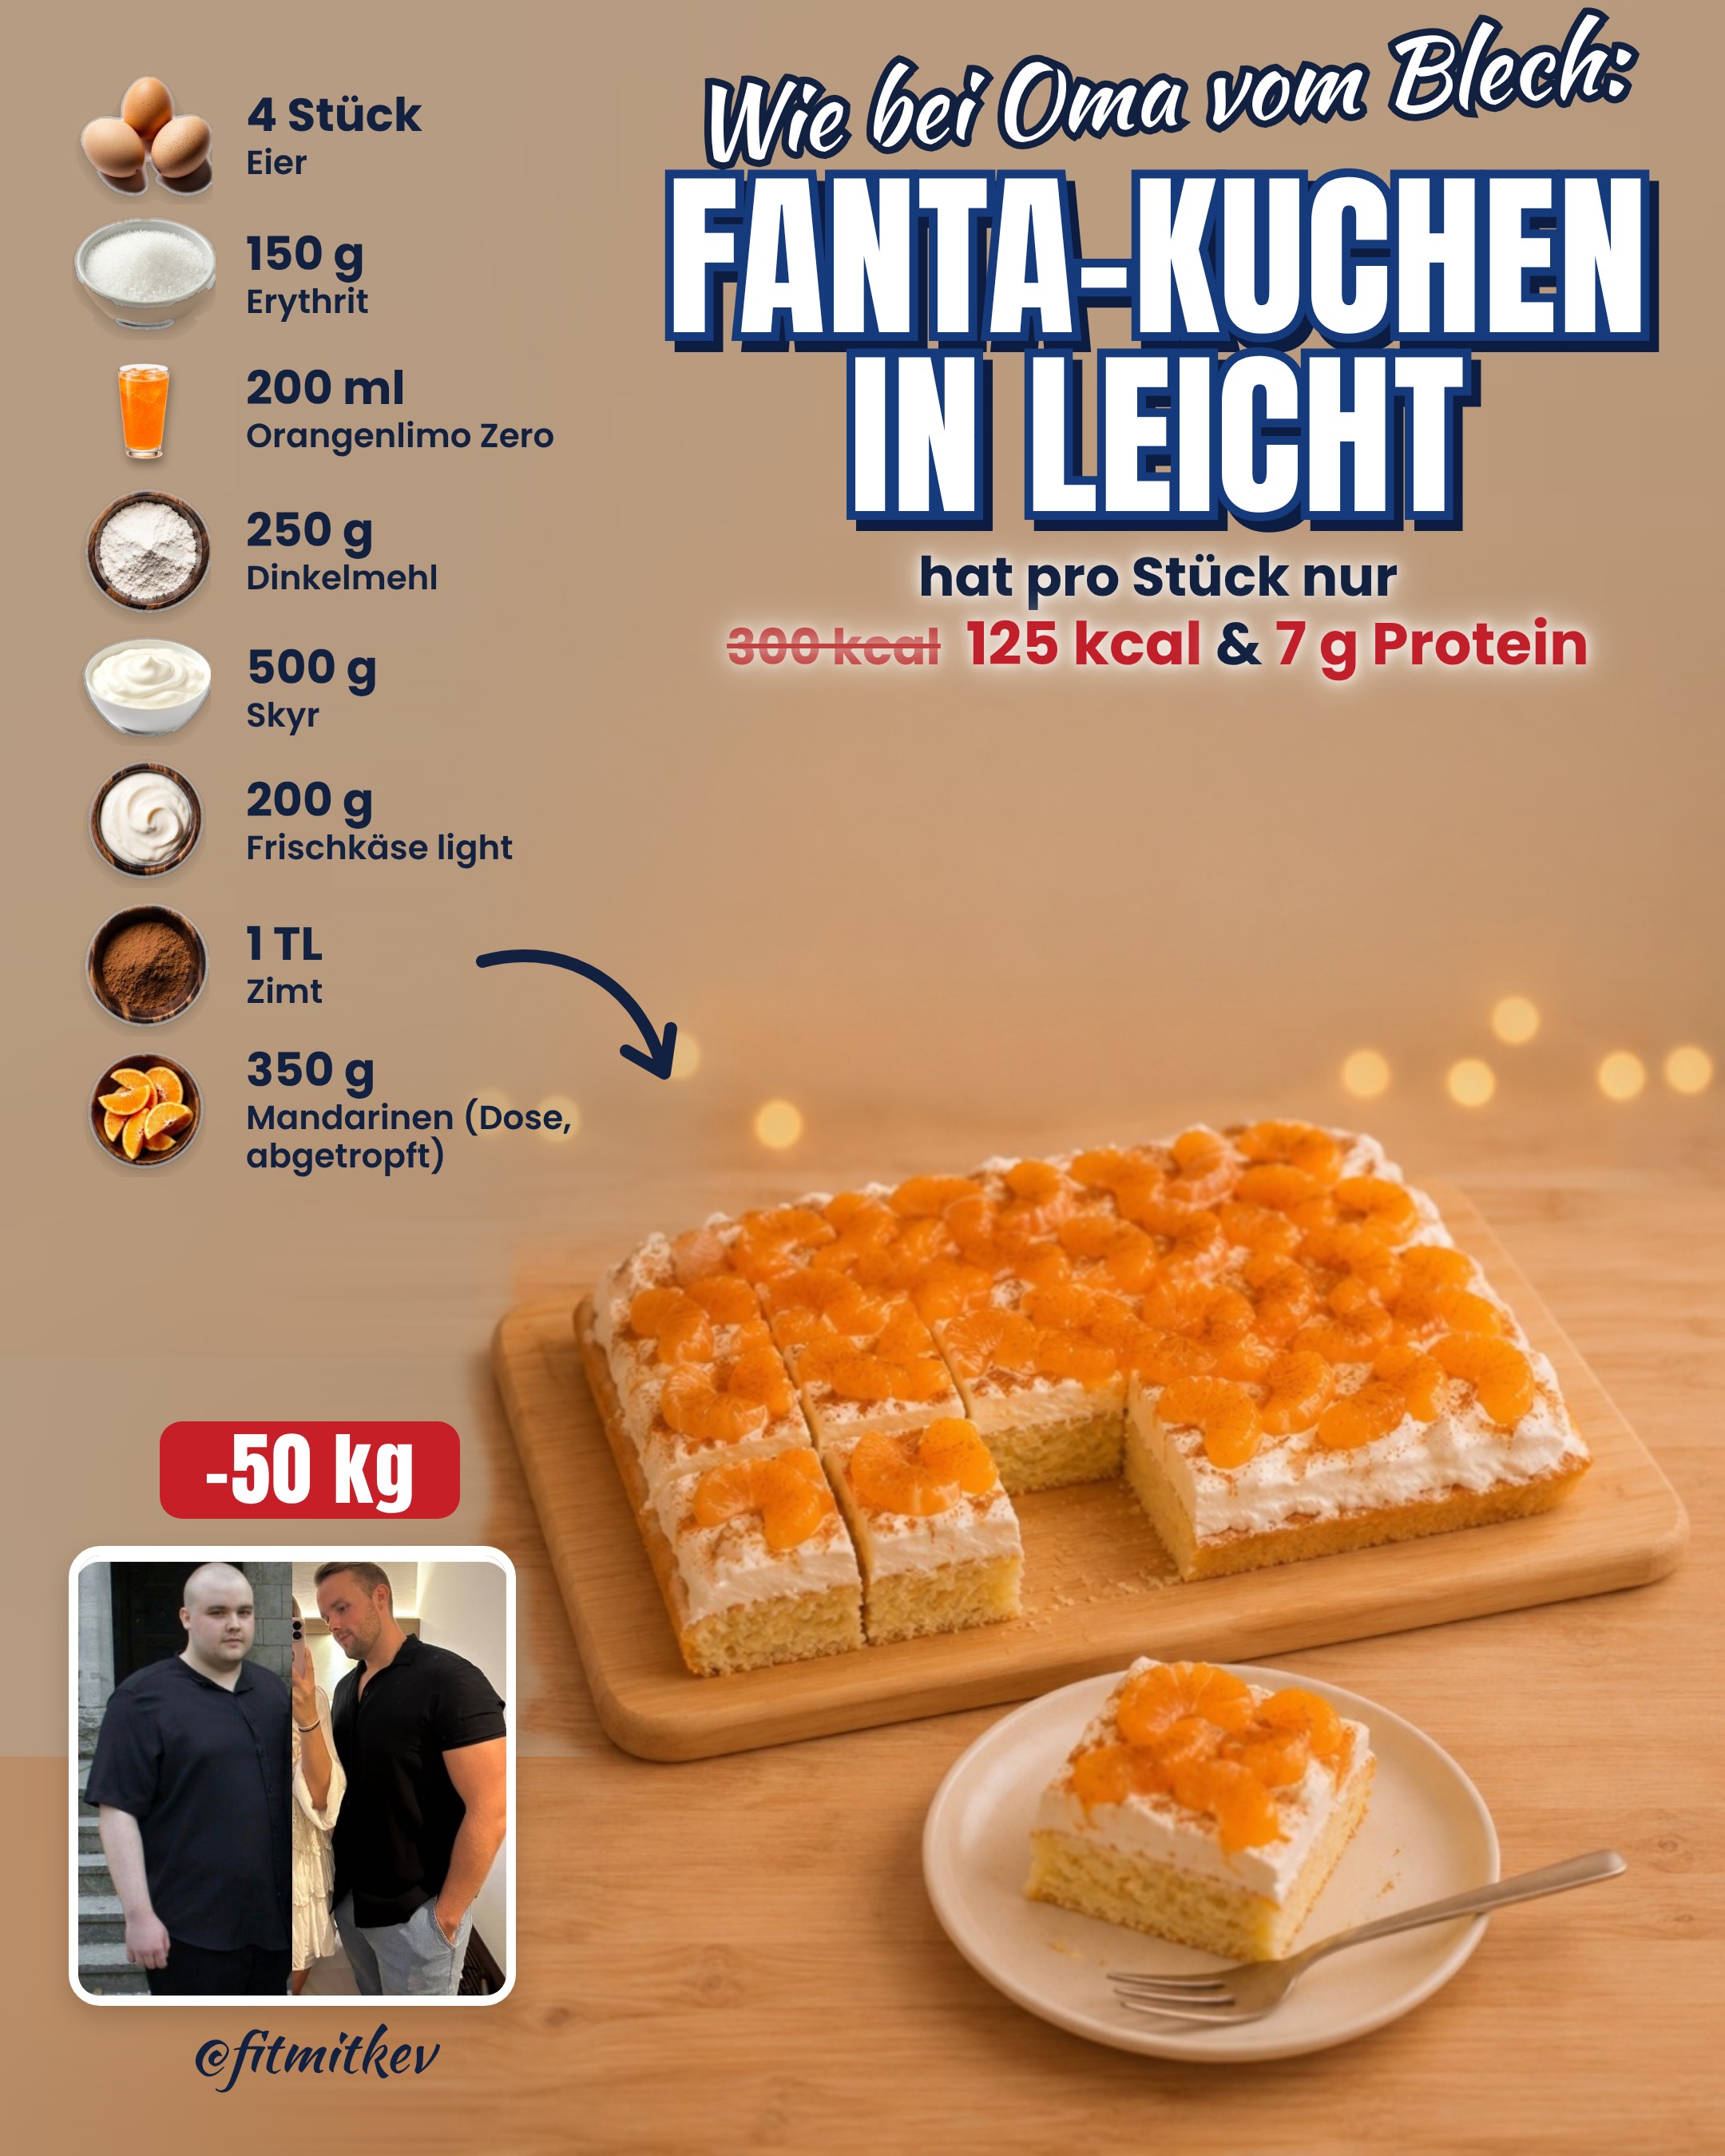 Wie bei Oma vom Blech:
FANTA-KUCHEN
IN LEICHT
hat pro Stück nur
300 kcal 125 kcal & 7 g Protein
4 Stück
Eier
150 g
Erythrit
200 ml
Orangenlimo Zero
250 g
Dinkelmehl
500 g
Skyr
200 g
Frischkäse light
1 TL
Zimt
350 g
Mandarinen (Dose,
abgetropft)
-50 kg
@fitmitkev